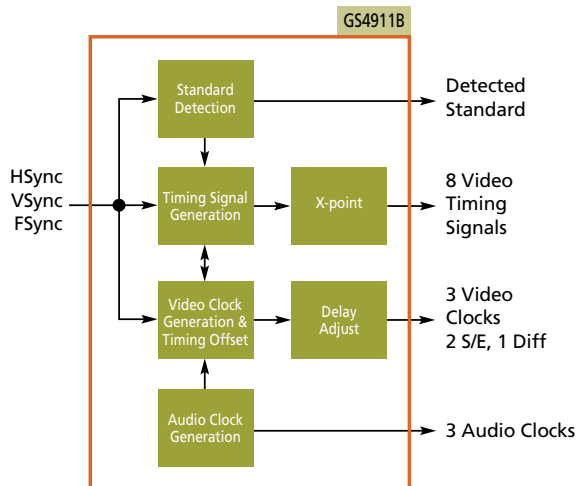 GS4911B
Standard
Detection
Detected
Standard
HSync
VSync
FSync
Timing Signal
Generation
X-point
8 Video
Timing
Signals
Video Clock
Generation &
Timing Offset
Delay
Adjust
3 Video
Clocks
2 S/E, 1 Diff
Audio Clock
Generation
3 Audio Clocks